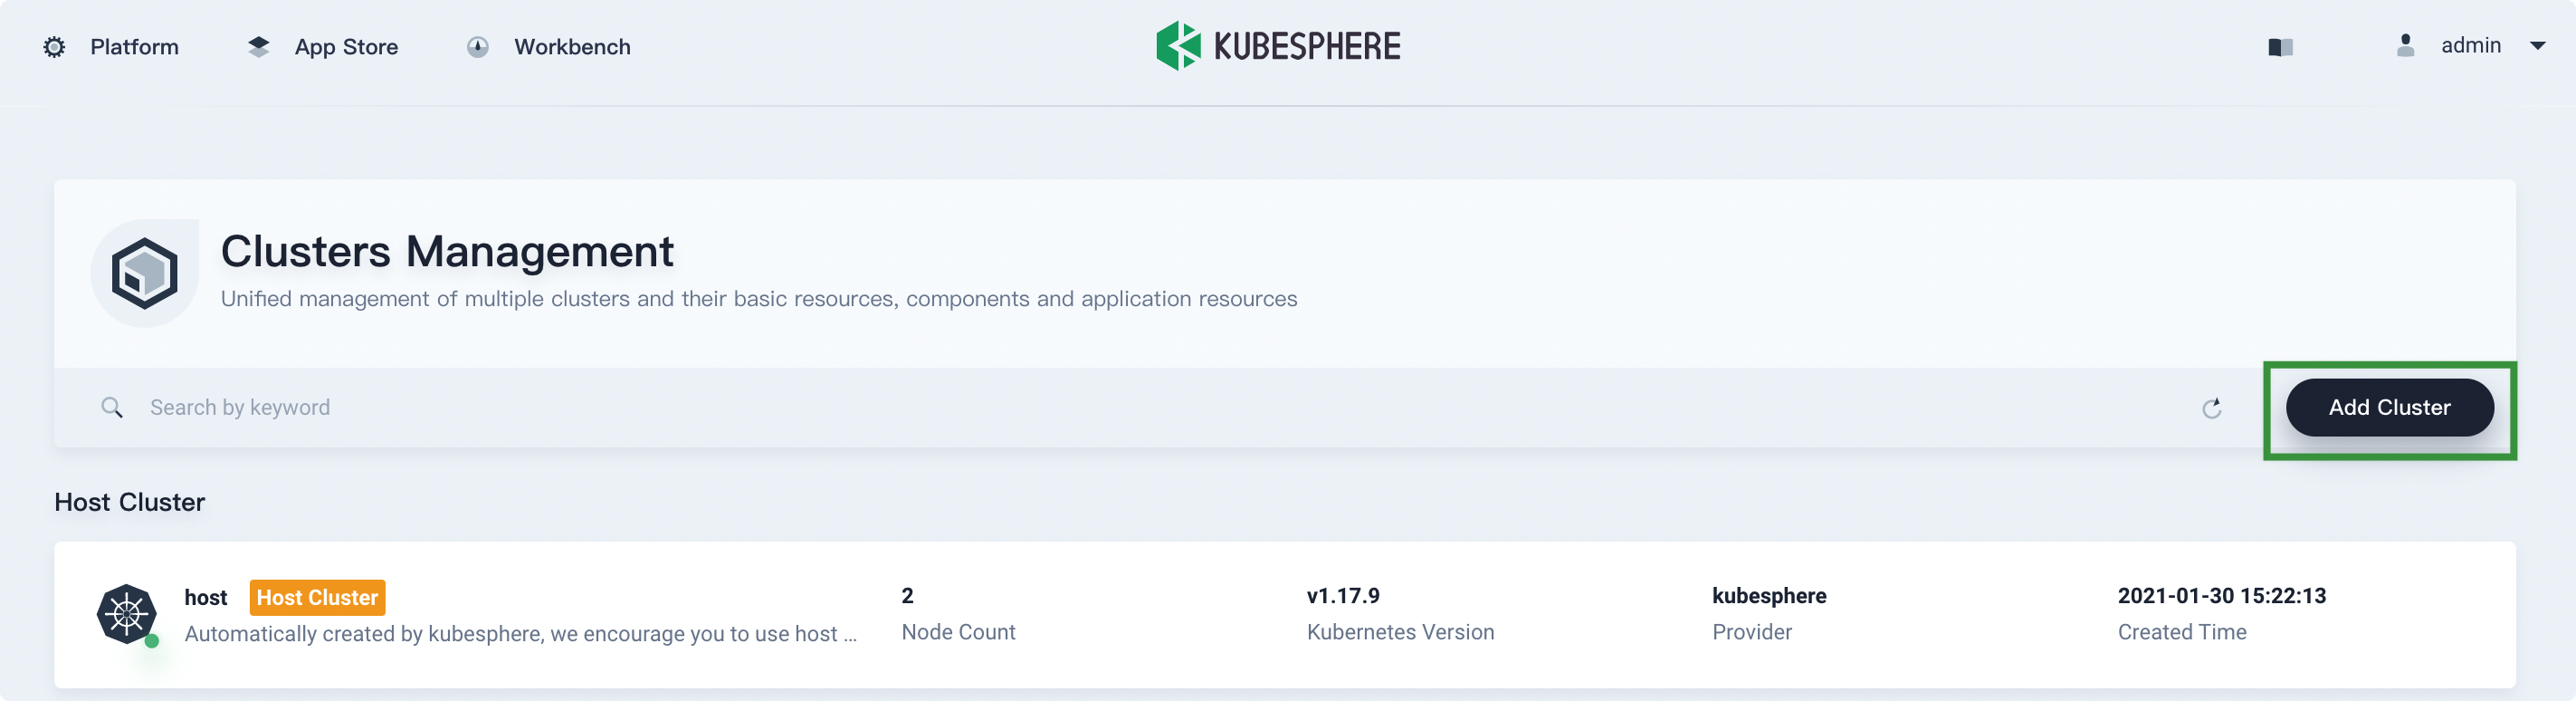 Platform App Store Workbench KUBESPHERE admin
Clusters Management
Unified management of multiple clusters and their basic resources, components and application resources
Search by keyword Add Cluster
Host Cluster
host Host Cluster 2 v1.17.9 kubesphere 2021-01-30 15:22:13
Automatically created by kubesphere, we encourage you to use host ... Node Count Kubernetes Version Provider Created Time